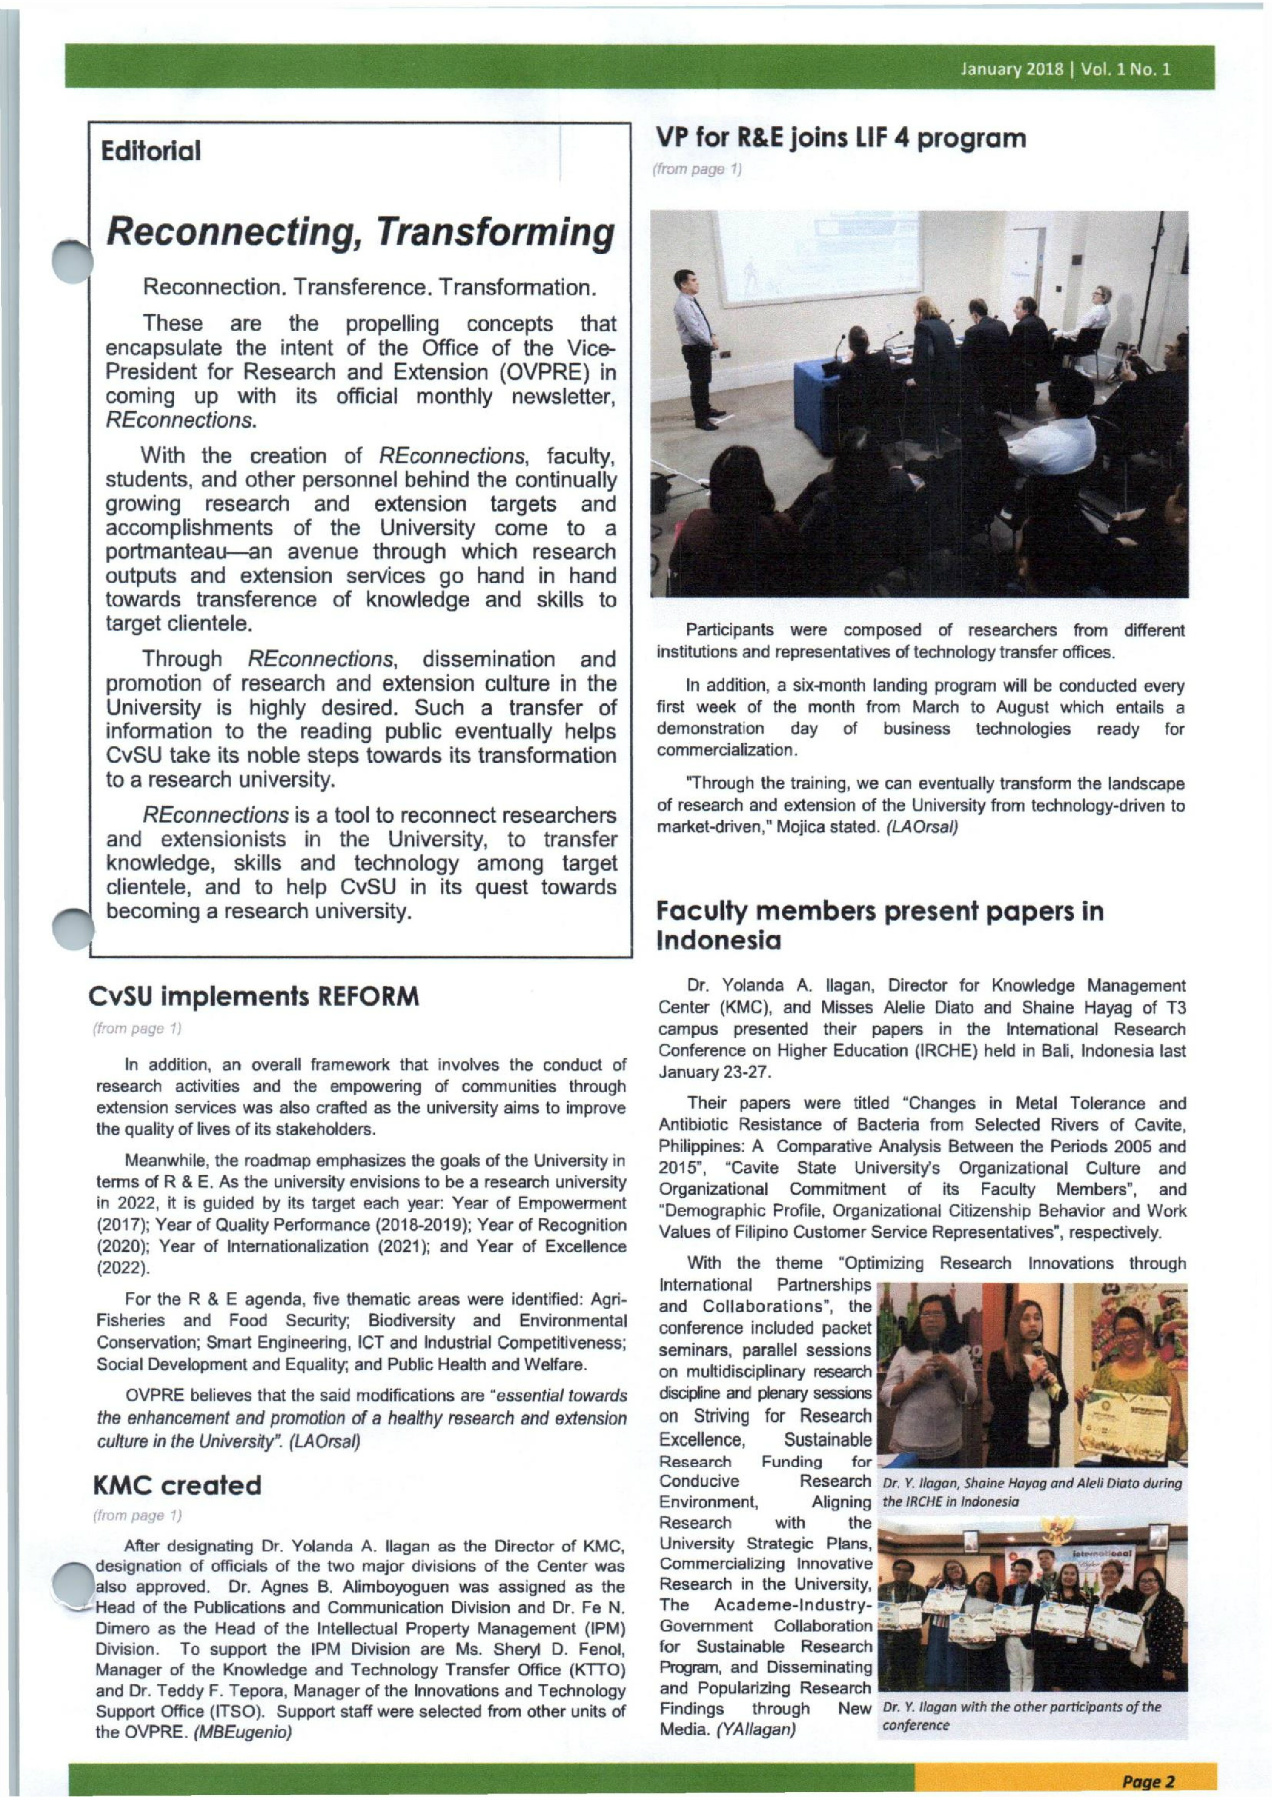 January 2018 | Vol. 1 No. 1
Editorial
Reconnecting, Transforming
Reconnection. Transference. Transformation.
These are the propelling concepts that
encapsulate the intent of the Office of the Vice-
President for Research and Extension (OVPRE) in
coming up with its official monthly newsletter,
REconnections.
With the creation of REconnections, faculty,
students, and other personnel behind the continually
growing research and extension targets and
accomplishments of the University come to a
portmanteau—an avenue through which research
outputs and extension services go hand in hand
towards transference of knowledge and skills to
target clientele.
Through REconnections, dissemination and
promotion of research and extension culture in the
University is highly desired. Such a transfer of
information to the reading public eventually helps
CvSU take its noble steps towards its transformation
to a research university.
REconnections is a tool to reconnect researchers
and extensionists in the University, to transfer
knowledge, skills and technology among target
clientele, and to help CvSU in its quest towards
becoming a research university.
CvSU implements REFORM
(from page 1)
In addition, an overall framework that involves the conduct of
research activities and the empowering of communities through
extension services was also crafted as the university aims to improve
the quality of lives of its stakeholders.
Meanwhile, the roadmap emphasizes the goals of the University in
terms of R & E. As the university envisions to be a research university
in 2022, it is guided by its target each year: Year of Empowerment
(2017); Year of Quality Performance (2018-2019); Year of Recognition
(2020); Year of Internationalization (2021); and Year of Excellence
(2022).
For the R & E agenda, five thematic areas were identified: Agri-
Fisheries and Food Security; Biodiversity and Environmental
Conservation; Smart Engineering, ICT and Industrial Competitiveness;
Social Development and Equality; and Public Health and Welfare.
OVPRE believes that the said modifications are "essential towards
the enhancement and promotion of a healthy research and extension
culture in the University". (LAOrsal)
KMC created
(from page 1)
After designating Dr. Yolanda A. Ilagan as the Director of KMC,
designation of officials of the two major divisions of the Center was
also approved. Dr. Agnes B. Alimboyoguen was assigned as the
Head of the Publications and Communication Division and Dr. Fe N.
Dimero as the Head of the Intellectual Property Management (IPM)
Division. To support the IPM Division are Ms. Sheryl D. Fenol,
Manager of the Knowledge and Technology Transfer Office (KTTO)
and Dr. Teddy F. Tepora, Manager of the Innovations and Technology
Support Office (ITSO). Support staff were selected from other units of
the OVPRE. (MBEugenio)
VP for R&E joins LIF 4 program
(from page 1)
Participants were composed of researchers from different
institutions and representatives of technology transfer offices.
In addition, a six-month landing program will be conducted every
first week of the month from March to August which entails a
demonstration day of business technologies ready for
commercialization.
"Through the training, we can eventually transform the landscape
of research and extension of the University from technology-driven to
market-driven," Mojica stated. (LAOrsal)
Faculty members present papers in
Indonesia
Dr. Yolanda A. Ilagan, Director for Knowledge Management
Center (KMC), and Misses Alelie Diato and Shaine Hayag of T3
campus presented their papers in the International Research
Conference on Higher Education (IRCHE) held in Bali, Indonesia last
January 23-27.
Their papers were titled "Changes in Metal Tolerance and
Antibiotic Resistance of Bacteria from Selected Rivers of Cavite,
Philippines: A Comparative Analysis Between the Periods 2005 and
2015", "Cavite State University's Organizational Culture and
Organizational Commitment of its Faculty Members", and
"Demographic Profile, Organizational Citizenship Behavior and Work
Values of Filipino Customer Service Representatives", respectively.
With the theme "Optimizing Research Innovations through
International Partnerships
and Collaborations", the
conference included packet
seminars, parallel sessions
on multidisciplinary research
discipline and plenary sessions
on Striving for Research
Excellence, Sustainable
Research Funding for
Conducive Research
Environment, Aligning
Research with the
University Strategic Plans,
Commercializing Innovative
Research in the University,
The Academe-Industry-
Government Collaboration
for Sustainable Research
Program, and Disseminating
and Popularizing Research
Findings through New
Media. (YAIlagan)
Dr. Y. Ilagan, Shaine Hayag and Aleli Diato during
the IRCHE in Indonesia
international
Dr. Y. Ilagan with the other participants of the
conference
Page 2